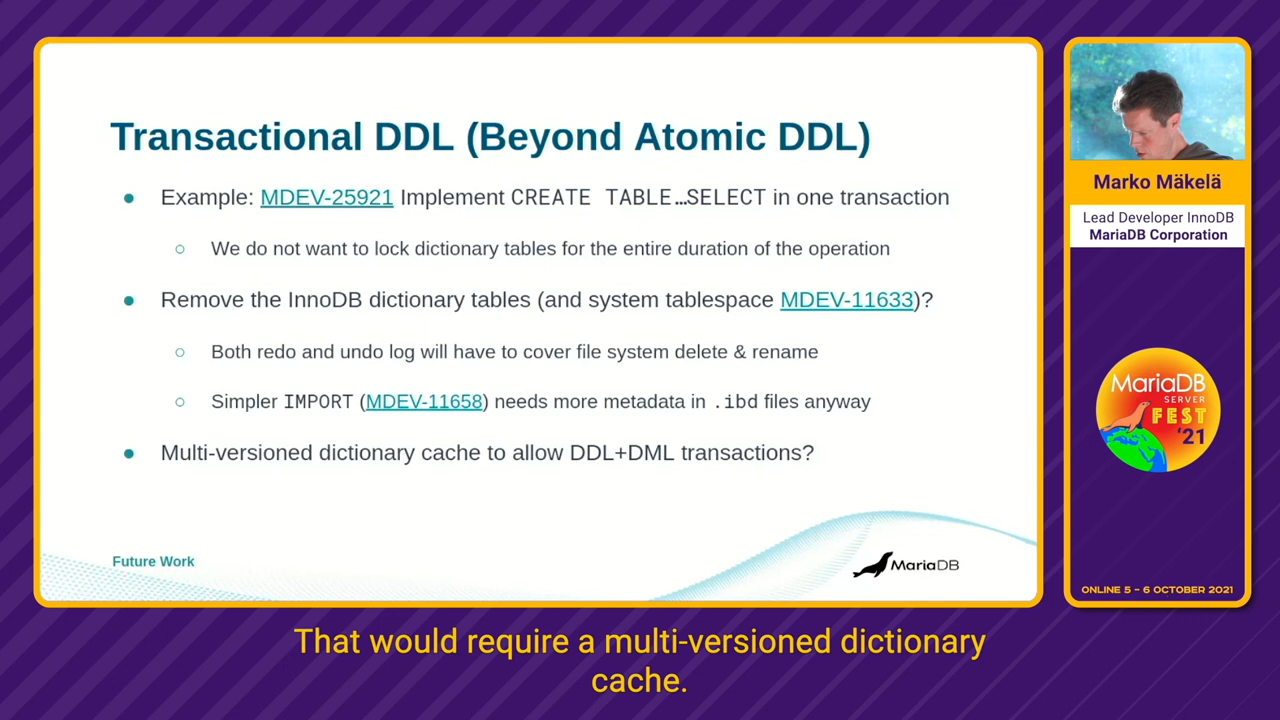 Transactional DDL (Beyond Atomic DDL)
● Example: MDEV-25921 Implement CREATE TABLE…SELECT in one transaction
○ We do not want to lock dictionary tables for the entire duration of the operation
● Remove the InnoDB dictionary tables (and system tablespace MDEV-11633)?
○ Both redo and undo log will have to cover file system delete & rename
○ Simpler IMPORT (MDEV-11658) needs more metadata in .ibd files anyway
● Multi-versioned dictionary cache to allow DDL+DML transactions?
Future Work
MariaDB
Marko Mäkelä
Lead Developer InnoDB
MariaDB Corporation
MariaDB
SERVER
FEST
'21
ONLINE 5 - 6 OCTOBER 2021
That would require a multi-versioned dictionary
cache.